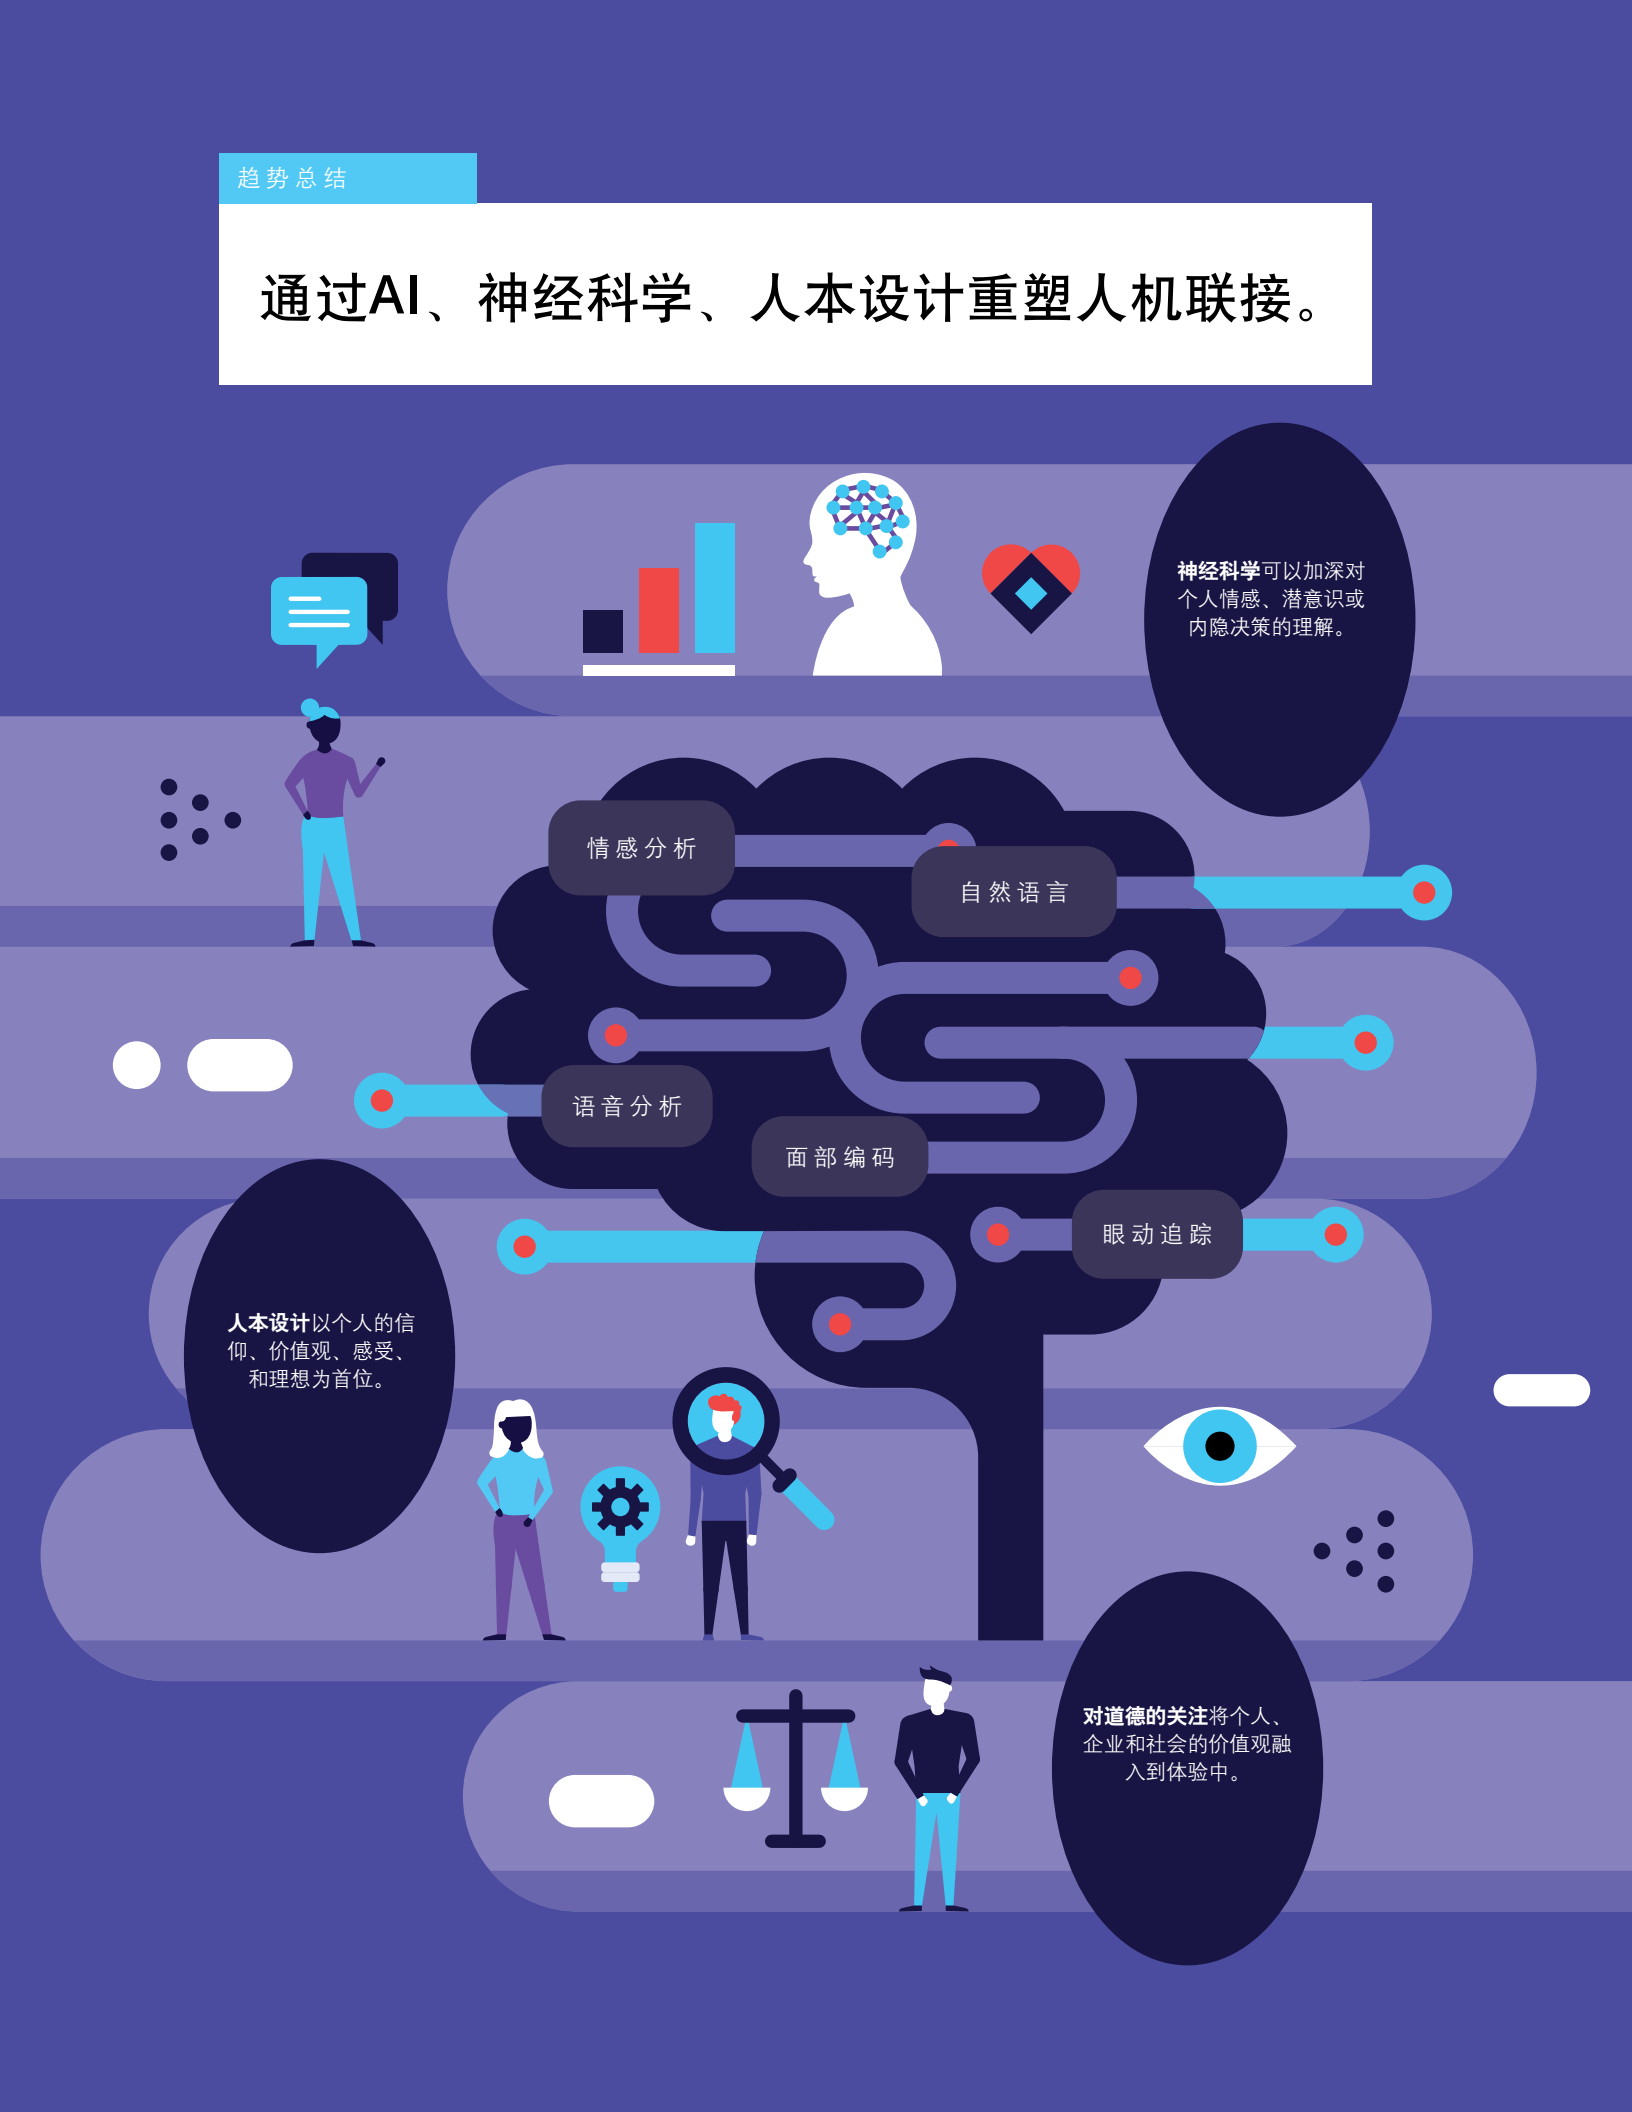 趋势总结
通过AI、神经科学、人本设计重塑人机联接。
神经科学可以加深对
个人情感、潜意识或
内隐决策的理解。
情感分析
自然语言
语音分析
面部编码
眼动追踪
人本设计以个人的信
仰、价值观、感受、
和理想为首位。
对道德的关注将个人、
企业和社会的价值观融
入到体验中。